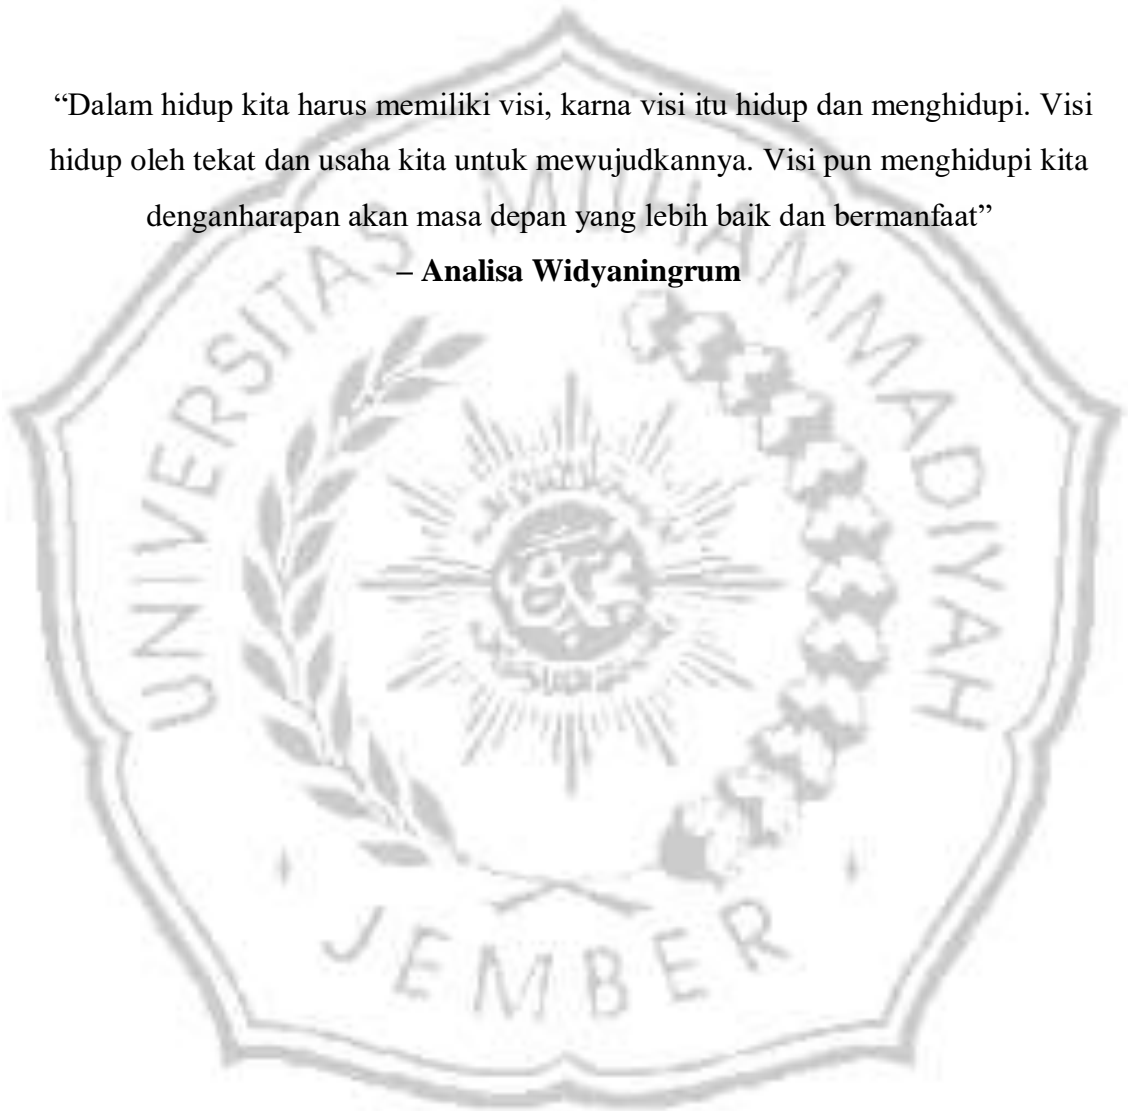 “Dalam hidup kita harus memiliki visi, karna visi itu hidup dan menghidupi. Visi
hidup oleh tekat dan usaha kita untuk mewujudkannya. Visi pun menghidupi kita
denganharapan akan masa depan yang lebih baik dan bermanfaat”
– Analisa Widyaningrum
UNIVERSITAS MUHAMMADIYAH
JEMBER